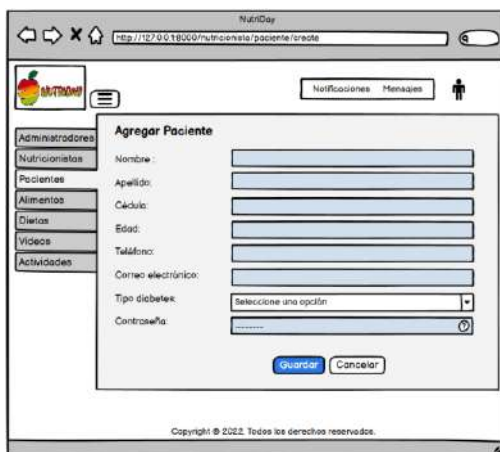 NutriDay
http://127.0.0.1:8000/nutricionista/paciente/create
NUTRIDAY
Notificaciones Mensajes
Administradores
Nutricionistas
Pacientes
Alimentos
Dietas
Videos
Actividades
Agregar Paciente
Nombre :
Apellido:
Cédula:
Edad:
Teléfono:
Correo electrónico:
Tipo diabetes: Seleccione una opción
Contraseña: --------
Guardar Cancelar
Copyright © 2022. Todos los derechos reservados.